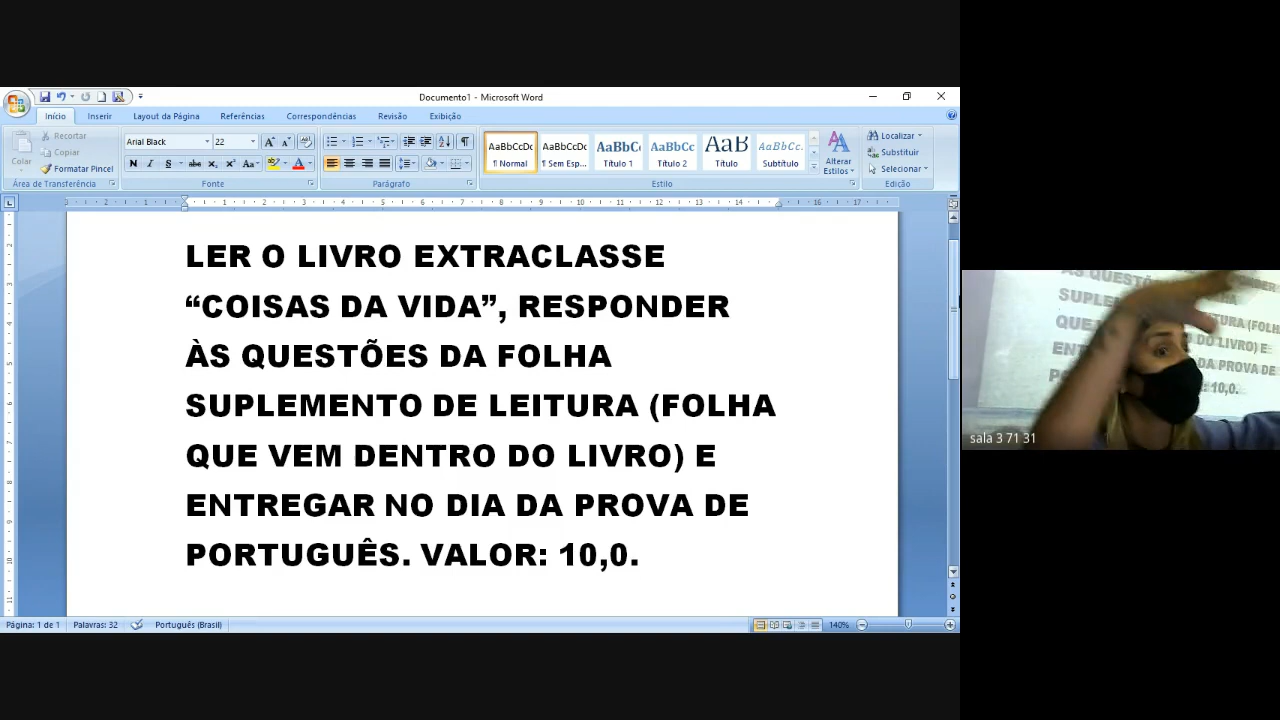 Documento1 - Microsoft Word
Início Inserir Layout da Página Referências Correspondências Revisão Exibição
Colar
Recortar
Copiar
Formatar Pincel
Área de Transferência
Arial Black 22
Fonte
Parágrafo
AaBbCcDc AaBbCcDc AaBbC AaBbCc AaB AaBbCc.
¶ Normal ¶ Sem Esp... Título 1 Título 2 Título Subtítulo
Alterar Estilos
Estilo
Localizar
Substituir
Selecionar
Edição
LER O LIVRO EXTRACLASSE
“COISAS DA VIDA”, RESPONDER
ÀS QUESTÕES DA FOLHA
SUPLEMENTO DE LEITURA (FOLHA
QUE VEM DENTRO DO LIVRO) E
ENTREGAR NO DIA DA PROVA DE
PORTUGUÊS. VALOR: 10,0.
Página: 1 de 1 Palavras: 32 Português (Brasil) 140%
sala 3 71 31